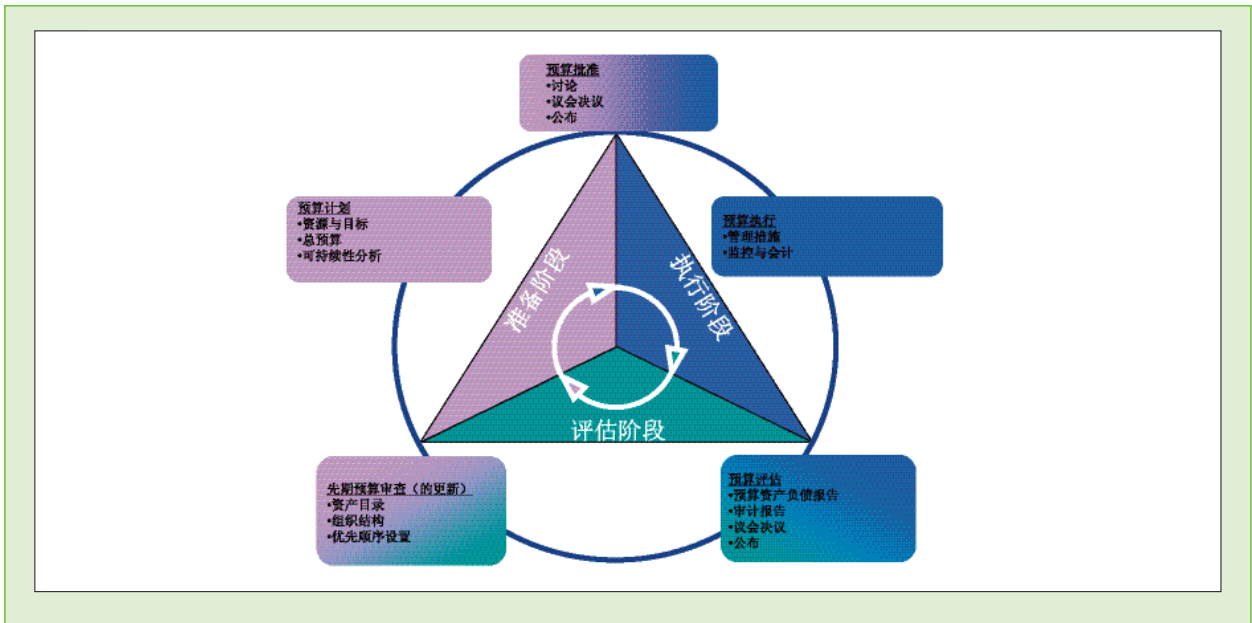 预算批准
•讨论
•议会决议
•公布
预算计划
•资源与目标
•总预算
•可持续性分析
预算执行
•管理措施
•监控与会计
准备阶段
执行阶段
评估阶段
先期预算审查（的更新）
•资产目录
•组织结构
•优先顺序设置
预算评估
•预算资产负债报告
•审计报告
•议会决议
•公布